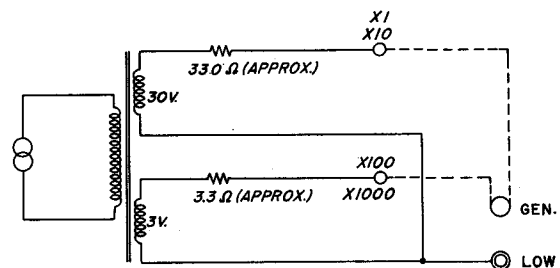 X1
X10
33.0 Ω (APPROX.)
30V.
X100
3.3 Ω (APPROX.)
X1000
3V.
GEN.
LOW